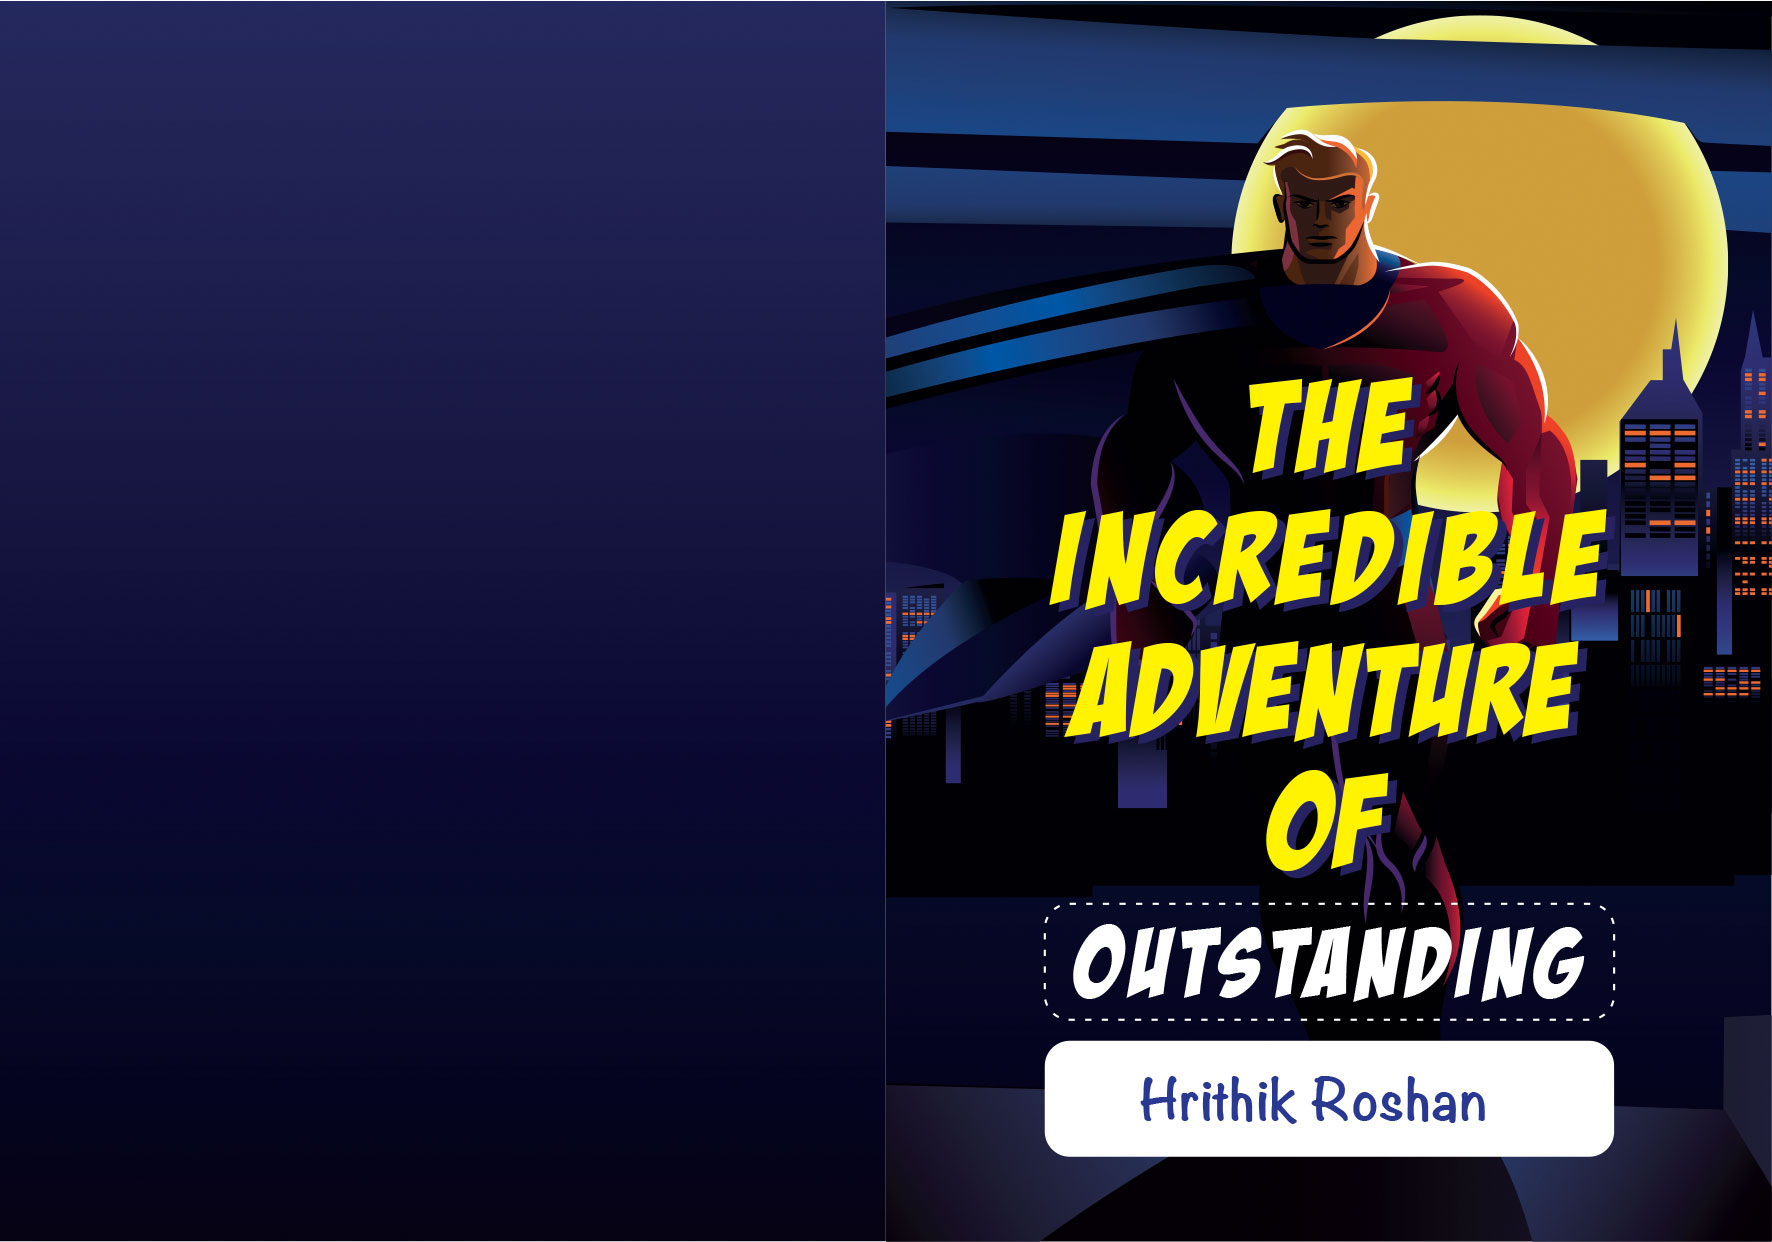 THE
INCREDIBLE
ADVENTURE
OF
OUTSTANDING
Hrithik Roshan